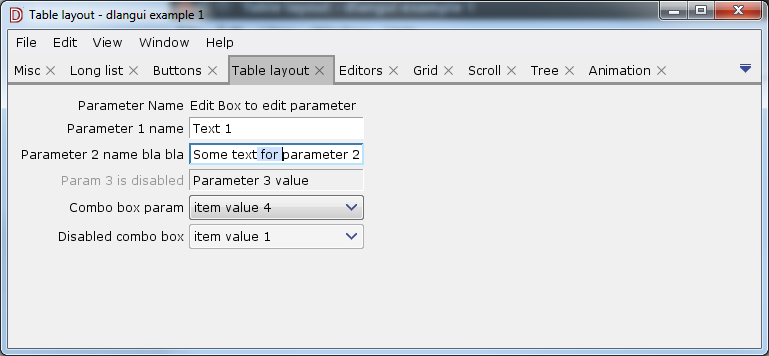 Table layout - dlangui example 1
File Edit View Window
Misc Long list Buttons Table layout Editors Grid Scroll Tree Animation
Parameter Name Edit Box to edit parameter
Parameter 1 name Text 1
Parameter 2 name bla bla Some text for parameter 2
Param 3 is disabled Parameter 3 value
Combo box param item value 4
Disabled combo box item value 1